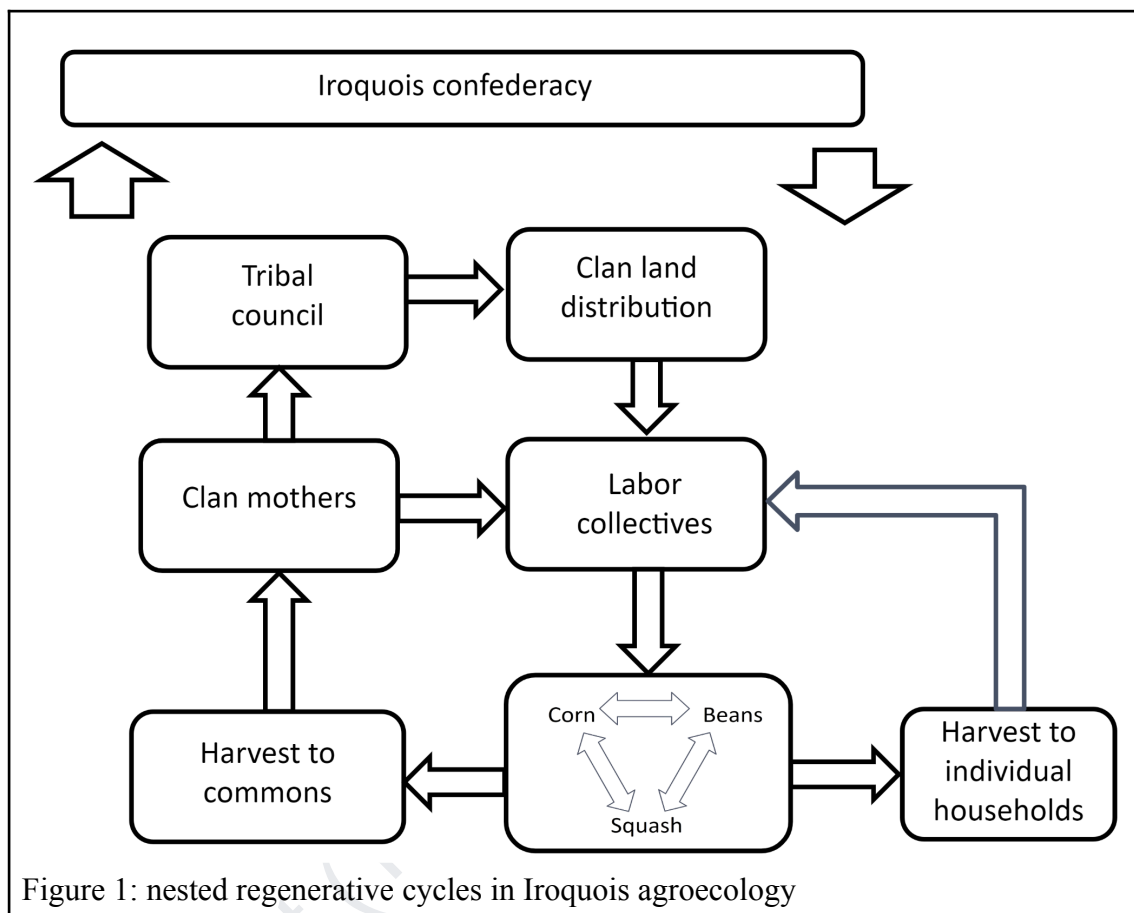 Iroquois confederacy
Tribal
council
Clan land
distribution
Clan mothers
Labor
collectives
Harvest to
commons
Corn
Beans
Squash
Harvest to
individual
households
Figure 1: nested regenerative cycles in Iroquois agroecology